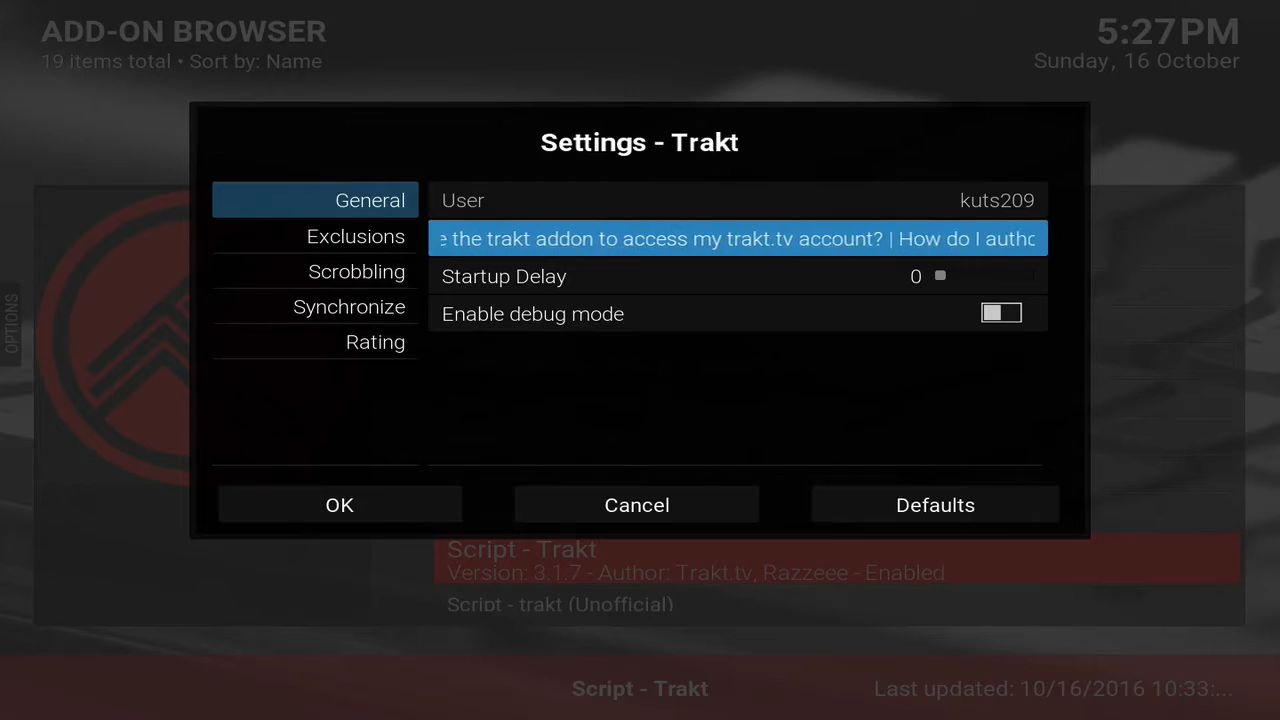 ADD-ON BROWSER
19 items total • Sort by: Name
5:27PM
Sunday, 16 October
Settings - Trakt
General
Exclusions
Scrobbling
Synchronize
Rating
User kuts209
e the trakt addon to access my trakt.tv account? | How do I autho
Startup Delay 0
Enable debug mode
OPTIONS
OK Cancel Defaults
Script - Trakt
Version: 3.1.7 - Author: Trakt.tv, Razzeee - Enabled
Script - trakt (Unofficial)
Script - Trakt
Last updated: 10/16/2016 10:33:...